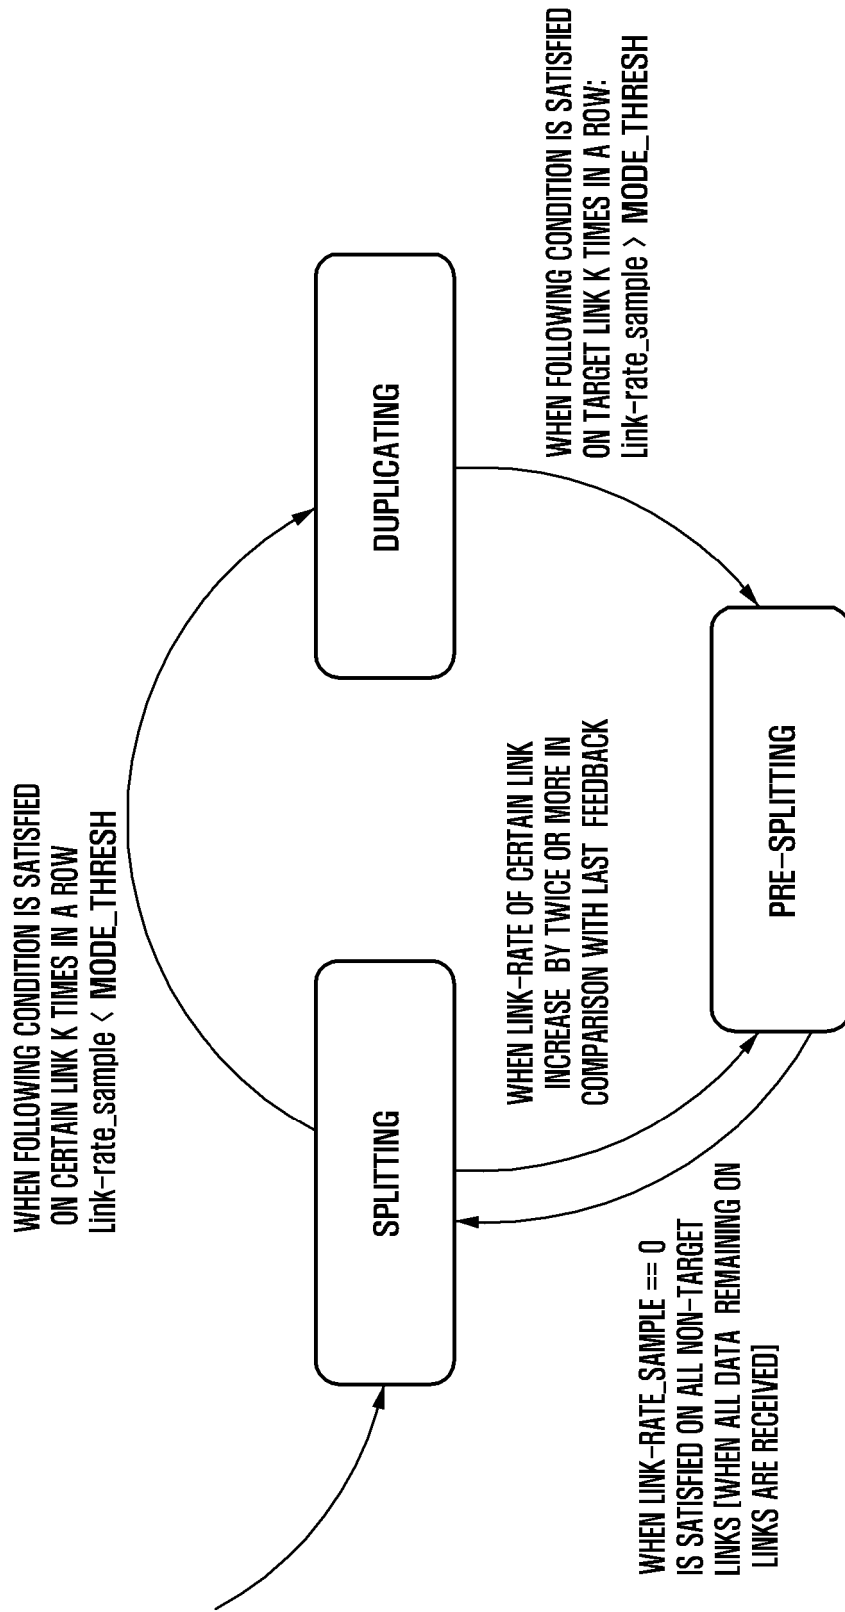 WHEN FOLLOWING CONDITION IS SATISFIED
ON CERTAIN LINK K TIMES IN A ROW
Link-rate_sample < MODE_THRESH
SPLITTING
DUPLICATING
WHEN LINK-RATE OF CERTAIN LINK
INCREASE BY TWICE OR MORE IN
COMPARISON WITH LAST FEEDBACK
WHEN FOLLOWING CONDITION IS SATISFIED
ON TARGET LINK K TIMES IN A ROW:
Link-rate_sample > MODE_THRESH
WHEN LINK-RATE_SAMPLE == 0
IS SATISFIED ON ALL NON-TARGET
LINKS [WHEN ALL DATA REMAINING ON
LINKS ARE RECEIVED]
PRE-SPLITTING